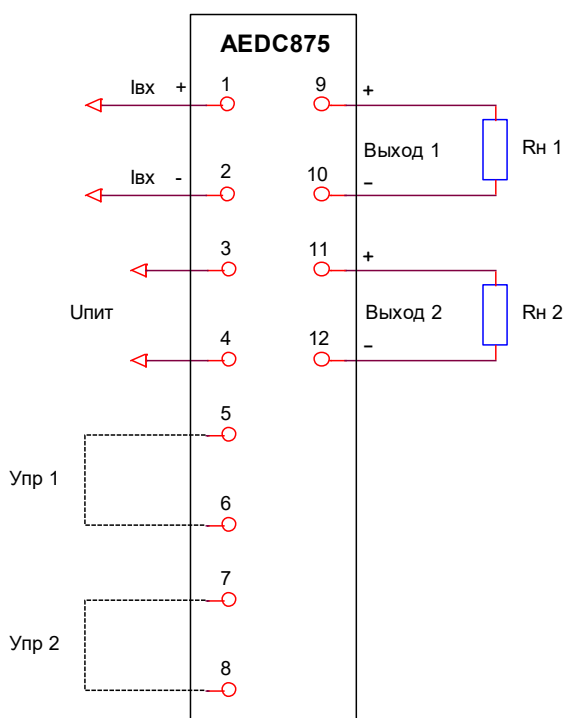 AEDC875
Iвх + 1 9 +
Выход 1 Rн 1
Iвх - 2 10 –
3 11 +
Uпит Выход 2 Rн 2
4 12 –
5
Упр 1
6
7
Упр 2
8